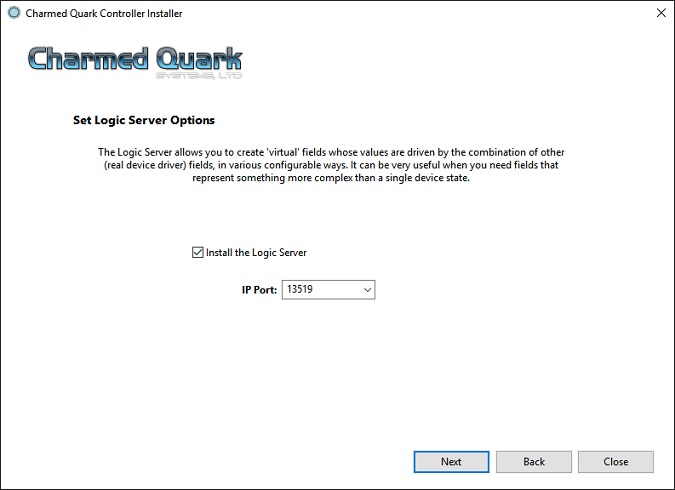 Charmed Quark Controller Installer
Charmed Quark
SYSTEMS, LTD
Set Logic Server Options
The Logic Server allows you to create 'virtual' fields whose values are driven by the combination of other
(real device driver) fields, in various configurable ways. It can be very useful when you need fields that
represent something more complex than a single device state.
Install the Logic Server
IP Port: 13519
Next Back Close